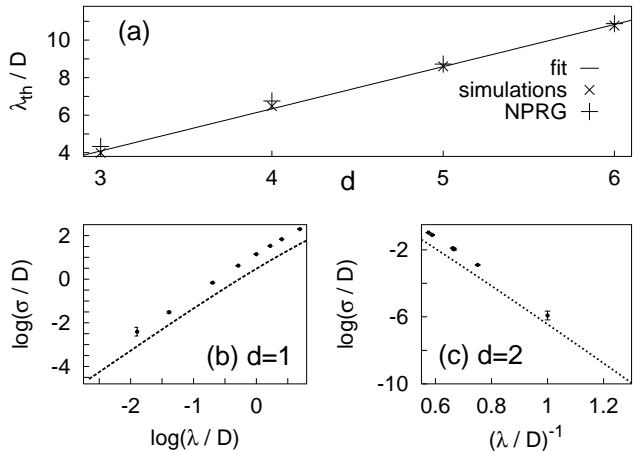 (a)
λth / D
10
8
6
4
fit
simulations
NPRG
3 4 5 6
d
2
0
-2
-4
log(σ / D)
(b) d=1
-2 -1 0
log(λ / D)
-2
-6
-10
log(σ / D)
(c) d=2
0.6 0.8 1 1.2
(λ / D)-1